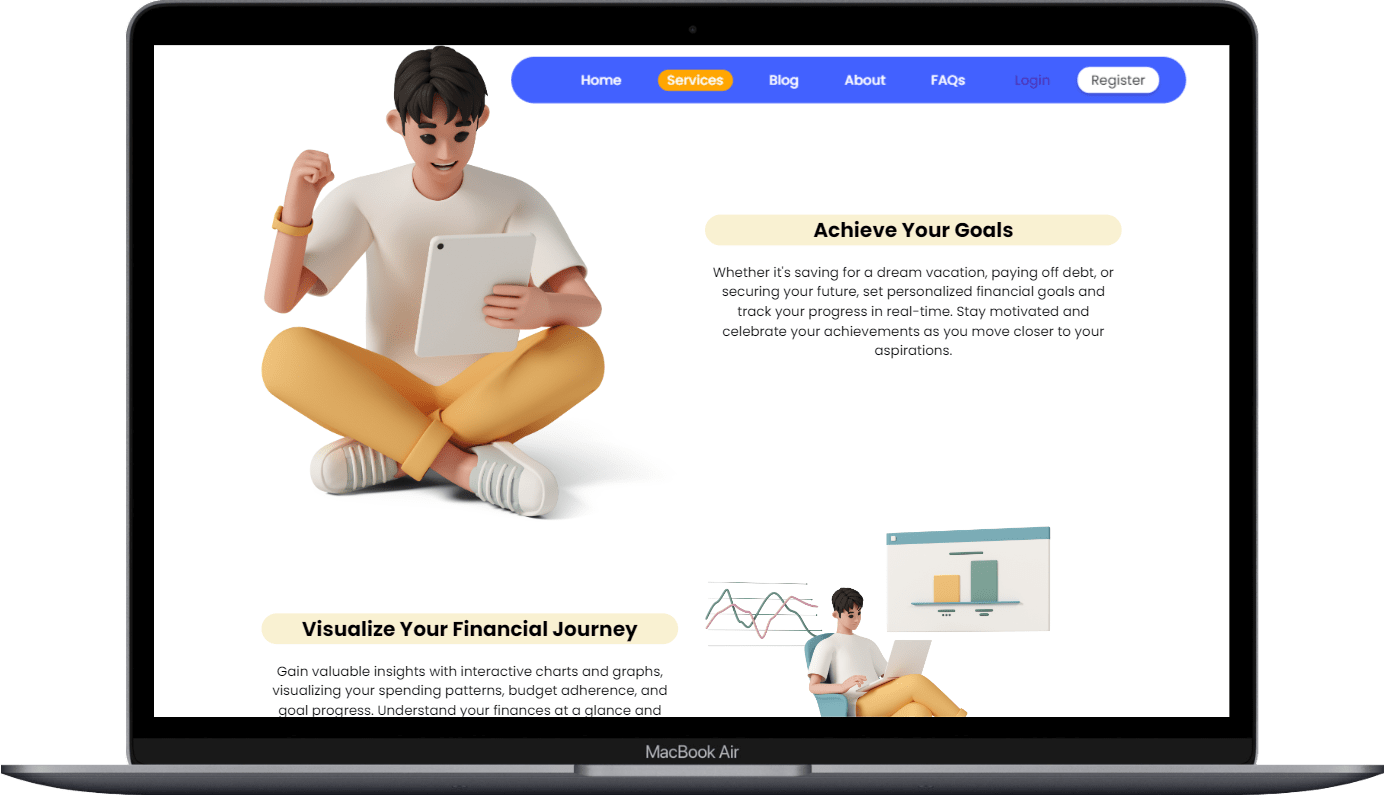 Home Services Blog About FAQs Login Register
Achieve Your Goals
Whether it's saving for a dream vacation, paying off debt, or
securing your future, set personalized financial goals and
track your progress in real-time. Stay motivated and
celebrate your achievements as you move closer to your
aspirations.
Visualize Your Financial Journey
Gain valuable insights with interactive charts and graphs,
visualizing your spending patterns, budget adherence, and
goal progress. Understand your finances at a glance and
MacBook Air